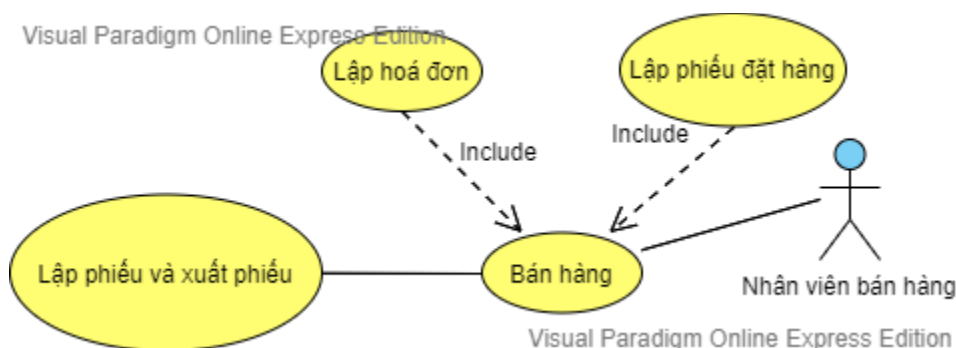 Visual Paradigm Online Express Edition
Lập hoá đơn
Lập phiếu đặt hàng
Include
Include
Lập phiếu và xuất phiếu
Bán hàng
Nhân viên bán hàng
Visual Paradigm Online Express Edition